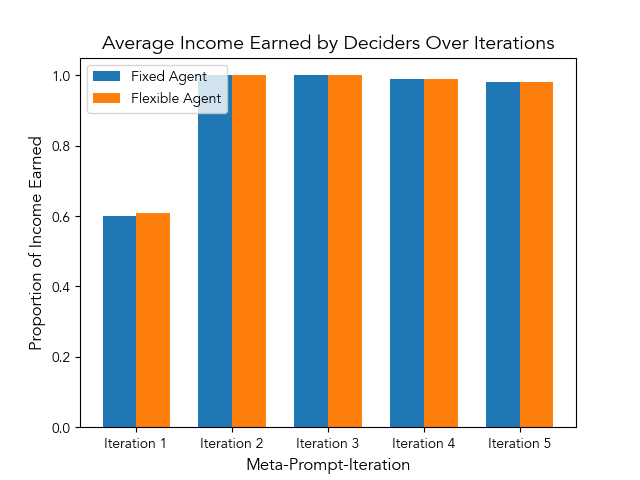 Average Income Earned by Deciders Over Iterations
Fixed Agent
Flexible Agent
Proportion of Income Earned
1.0
0.8
0.6
0.4
0.2
0.0
Iteration 1
Iteration 2
Iteration 3
Iteration 4
Iteration 5
Meta-Prompt-Iteration